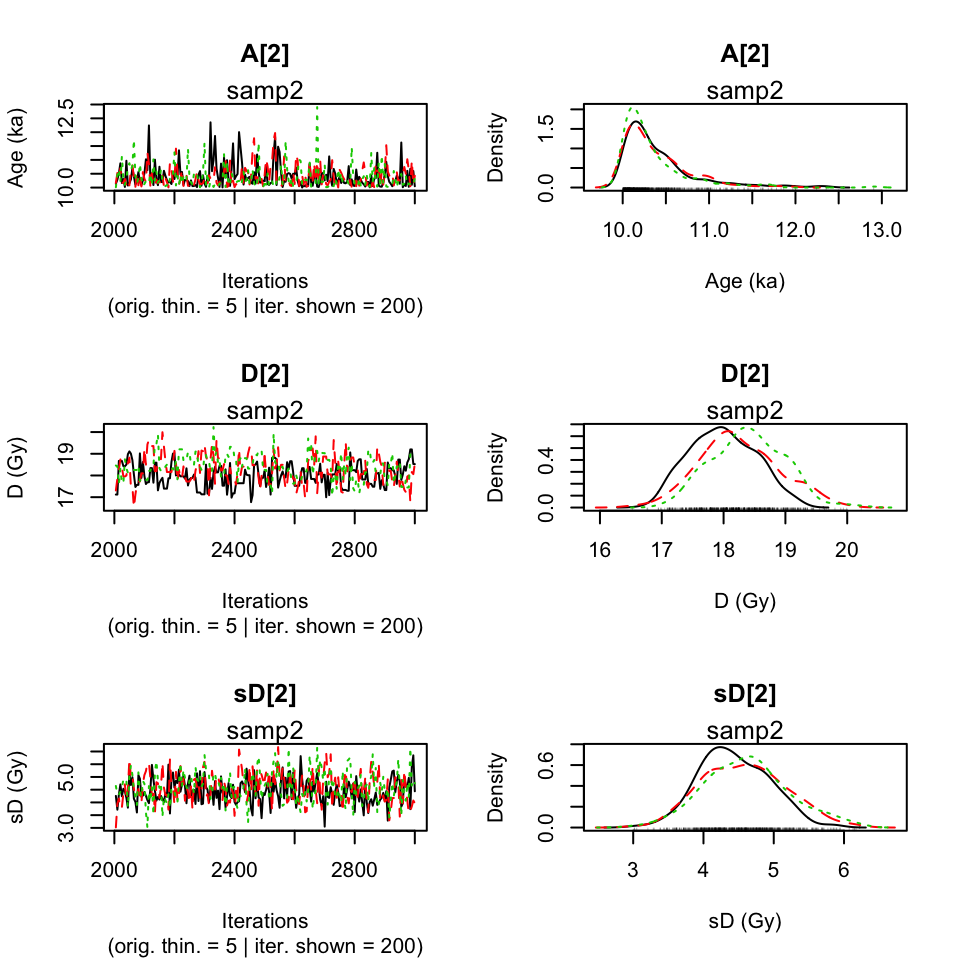 A[2]
samp2
Age (ka)
10.0 12.5
2000 2400 2800
Iterations
(orig. thin. = 5 | iter. shown = 200)
A[2]
samp2
Density
0.0 1.5
10.0 11.0 12.0 13.0
Age (ka)
D[2]
samp2
D (Gy)
17 19
2000 2400 2800
Iterations
(orig. thin. = 5 | iter. shown = 200)
D[2]
samp2
Density
0.0 0.4
16 17 18 19 20
D (Gy)
sD[2]
samp2
sD (Gy)
3.0 5.0
2000 2400 2800
Iterations
(orig. thin. = 5 | iter. shown = 200)
sD[2]
samp2
Density
0.0 0.6
3 4 5 6
sD (Gy)